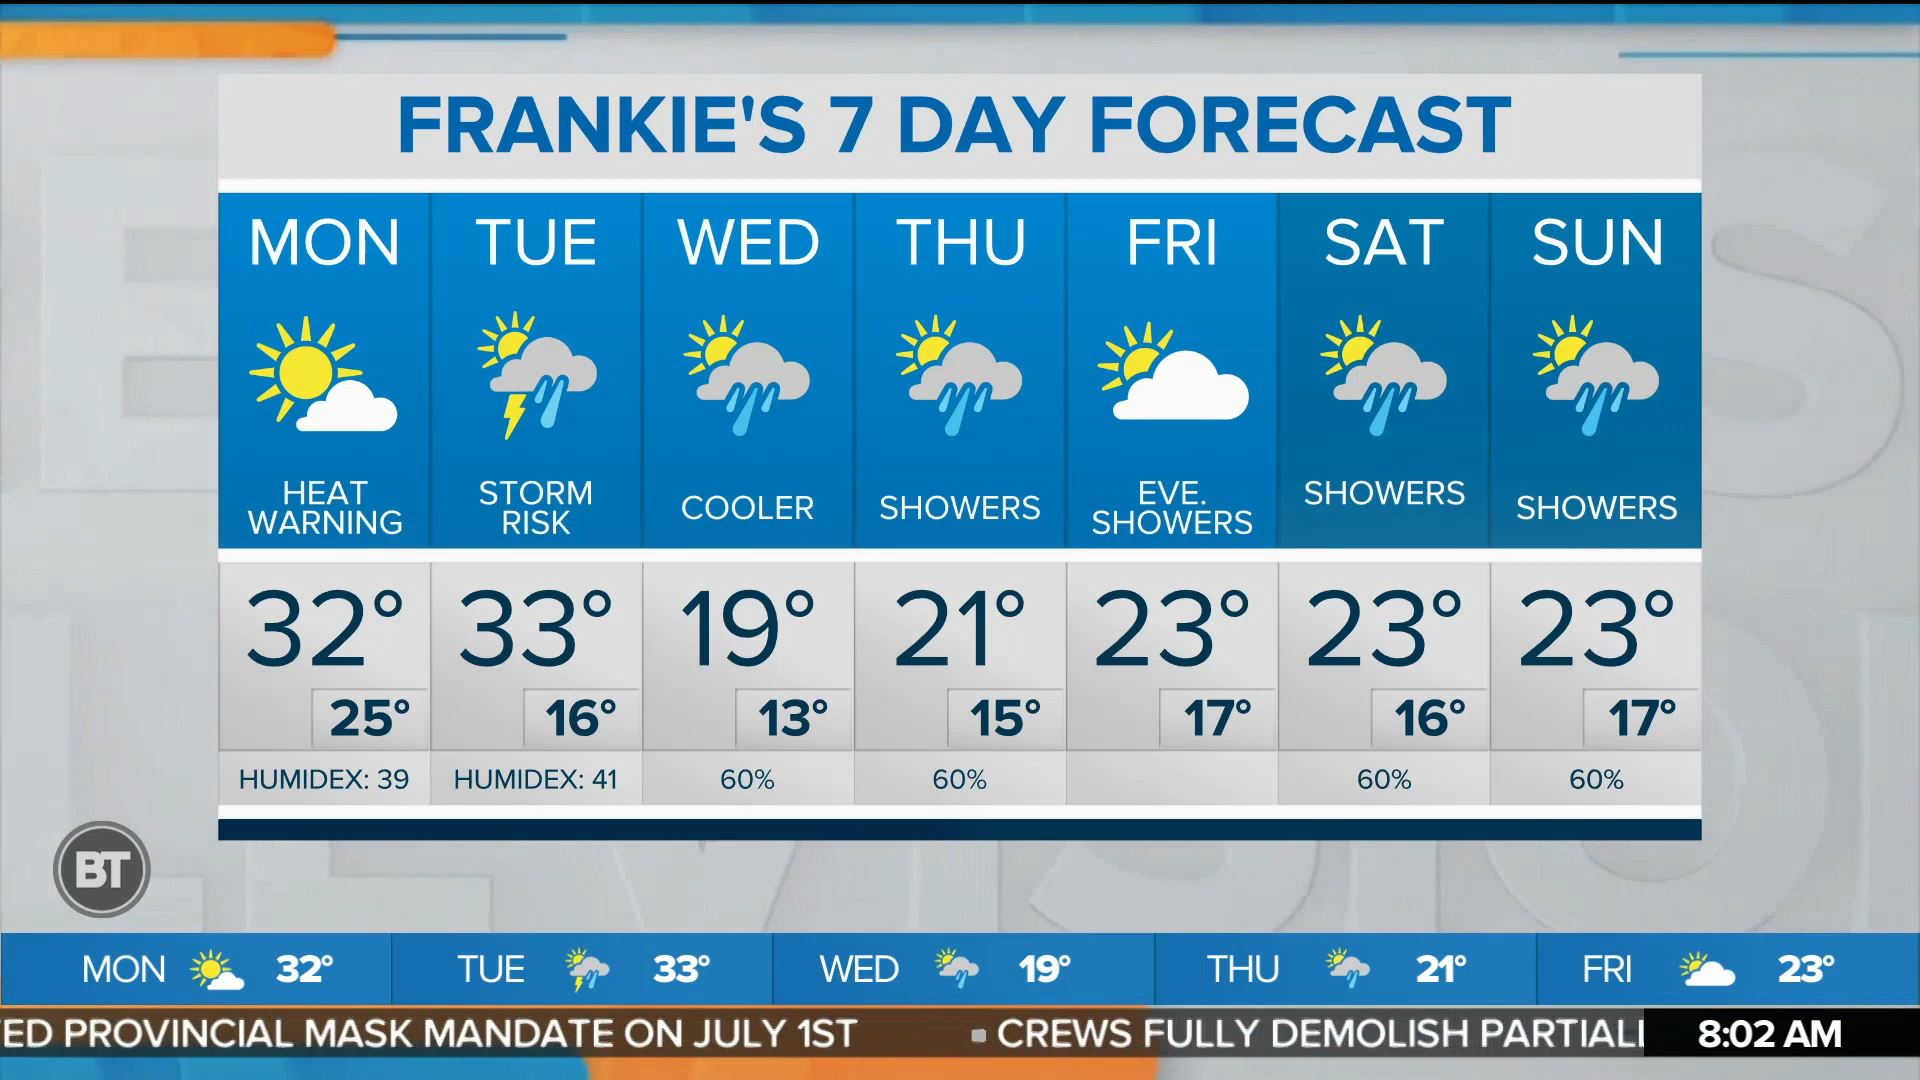 FRANKIE'S 7 DAY FORECAST
MON TUE WED THU FRI SAT SUN
HEAT WARNING
STORM RISK
COOLER
SHOWERS
EVE. SHOWERS
SHOWERS
SHOWERS
32° 33° 19° 21° 23° 23° 23°
25° 16° 13° 15° 17° 16° 17°
HUMIDEX: 39 HUMIDEX: 41 60% 60% 60% 60%
BT
MON 32° TUE 33° WED 19° THU 21° FRI 23°
PROVINCIAL MASK MANDATE ON JULY 1ST ■ CREWS FULLY DEMOLISH 8:02 AM